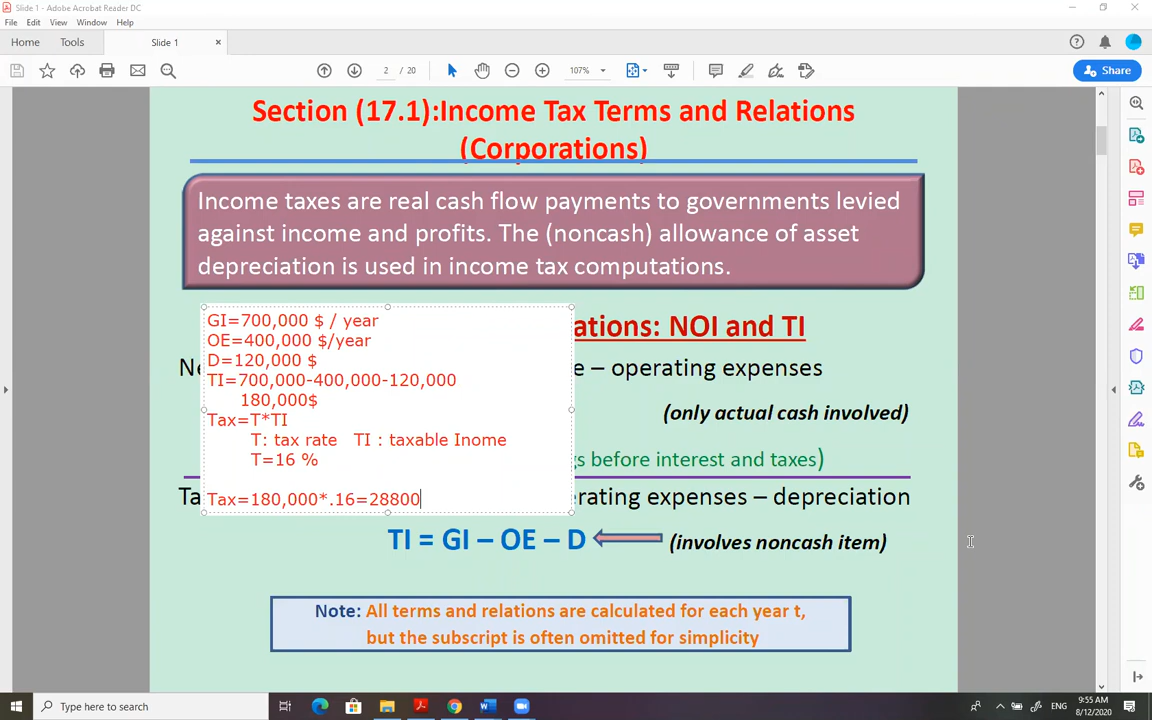 Slide 1 - Adobe Acrobat Reader DC
File Edit View Window Help
Home Tools Slide 1 ×
2 / 20 107% Share
Section (17.1):Income Tax Terms and Relations
(Corporations)
Income taxes are real cash flow payments to governments levied
against income and profits. The (noncash) allowance of asset
depreciation is used in income tax computations.
GI=700,000 $ / year
OE=400,000 $/year
D=120,000 $
TI=700,000-400,000-120,000
180,000$
Tax=T*TI
T: tax rate TI : taxable Inome
T=16 %
Tax=180,000*.16=28800
ations: NOI and TI
Ne
e – operating expenses
(only actual cash involved)
s before interest and taxes)
Ta
erating expenses – depreciation
TI = GI – OE – D
(involves noncash item)
Note: All terms and relations are calculated for each year t,
but the subscript is often omitted for simplicity
Type here to search
ENG
9:55 AM
8/12/2020